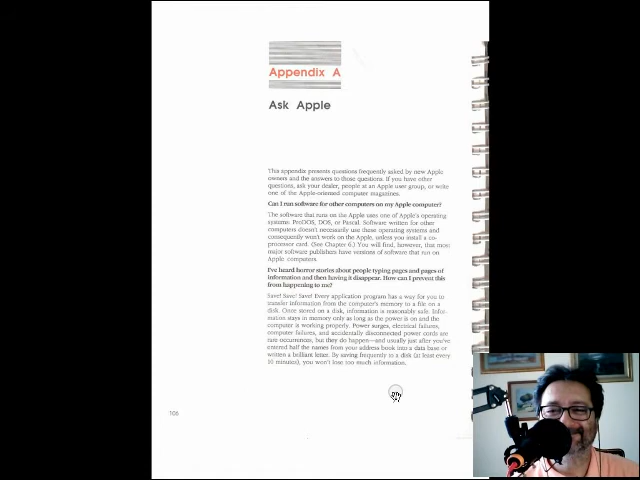 Appendix A
Ask Apple
This appendix presents questions frequently asked by new Apple
owners and the answers to those questions. If you have other
questions, ask your dealer, people at an Apple user group, or write
one of the Apple-oriented computer magazines.
Can I run software for other computers on my Apple computer?
The software that runs on the Apple uses one of Apple's operating
systems: ProDOS, DOS, or Pascal. Software written for other
computers doesn't necessarily use these operating systems and
consequently won't work on the Apple, unless you install a co-
processor card. (See Chapter 6.) You will find, however, that most
major software publishers have versions of software that run on
Apple computers.
I've heard horror stories about people typing pages and pages of
information and then having it disappear. How can I prevent this
from happening to me?
Save! Save! Save! Every application program has a way for you to
transfer information from the computer's memory to a file on a
disk. Once stored on a disk, information is reasonably safe. Infor-
mation stays in memory only as long as the power is on and the
computer is working properly. Power surges, electrical failures,
computer failures, and accidentally disconnected power cords are
rare occurrences, but they do happen—and usually just after you've
entered half the names from your address book into a data base or
written a brilliant letter. By saving frequently to a disk (at least every
10 minutes), you won't lose too much information.
106